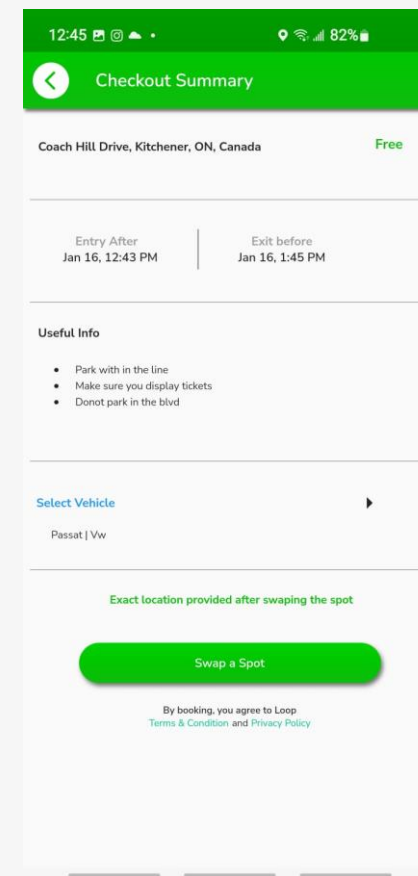 12:45 82%
Checkout Summary
Coach Hill Drive, Kitchener, ON, Canada Free
Entry After Exit before
Jan 16, 12:43 PM Jan 16, 1:45 PM
Useful Info
• Park with in the line
• Make sure you display tickets
• Donot park in the blvd
Select Vehicle
Passat | Vw
Exact location provided after swaping the spot
Swap a Spot
By booking, you agree to Loop
Terms & Condition and Privacy Policy